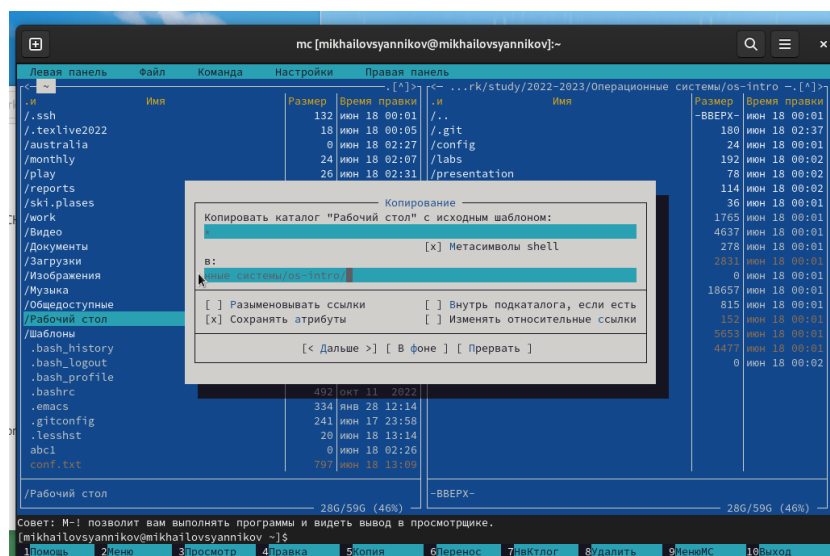 mc [mikhailovsyannikov@mikhailovsyannikov]:~
Левая панель Файл Команда Настройки Правая панель
<— ~ .[^]>
<— ...rk/study/2022-2023/Операционные системы/os-intro —.[^]>
.и Имя Размер Время правки .и Имя Размер Время правки
/.ssh 132 июн 18 00:01 /.. -ВВЕРХ- июн 18 00:01
/.texlive2022 18 июн 18 00:05 /.git 180 июн 18 02:37
/australia 0 июн 18 02:27 /config 24 июн 18 00:01
/monthly 24 июн 18 02:07 /labs 192 июн 18 00:02
/play 26 июн 18 02:31 /presentation 78 июн 18 00:02
/reports 114 июн 18 00:02
/ski.plases 36 июн 18 00:01
/work 1765 июн 18 00:01
/Видео 4637 июн 18 00:01
/Документы 278 июн 18 00:01
/Загрузки 2831 июн 18 00:01
/Изображения 0 июн 18 00:01
/Музыка 18657 июн 18 00:01
/Общедоступные 815 июн 18 00:01
/Рабочий стол 152 июн 18 00:01
/Шаблоны 5653 июн 18 00:01
.bash_history 4477 июн 18 00:01
.bash_logout 0 июн 18 00:02
.bash_profile
.bashrc 492 окт 11 2022
.emacs 334 янв 28 12:14
.gitconfig 241 июн 17 23:58
.lesshst 20 июн 18 13:14
abc1 0 июн 18 02:26
conf.txt 797 июн 18 13:09
Копирование
Копировать каталог "Рабочий стол" с исходным шаблоном:
*
[x] Метасимволы shell
в:
нные системы/os-intro/
[ ] Разыменовывать ссылки [ ] Внутрь подкаталога, если есть
[x] Сохранять атрибуты [ ] Изменять относительные ссылки
[< Дальше >] [ В фоне ] [ Прервать ]
/Рабочий стол -ВВЕРХ-
28G/59G (46%) 28G/59G (46%)
Совет: M-! позволит вам выполнять программы и видеть вывод в просмотрщике.
[mikhailovsyannikov@mikhailovsyannikov ~]$
1Помощь 2Меню 3Просмотр 4Правка 5Копия 6Перенос 7НвКтлог 8Удалить 9МенюМС 10Выход